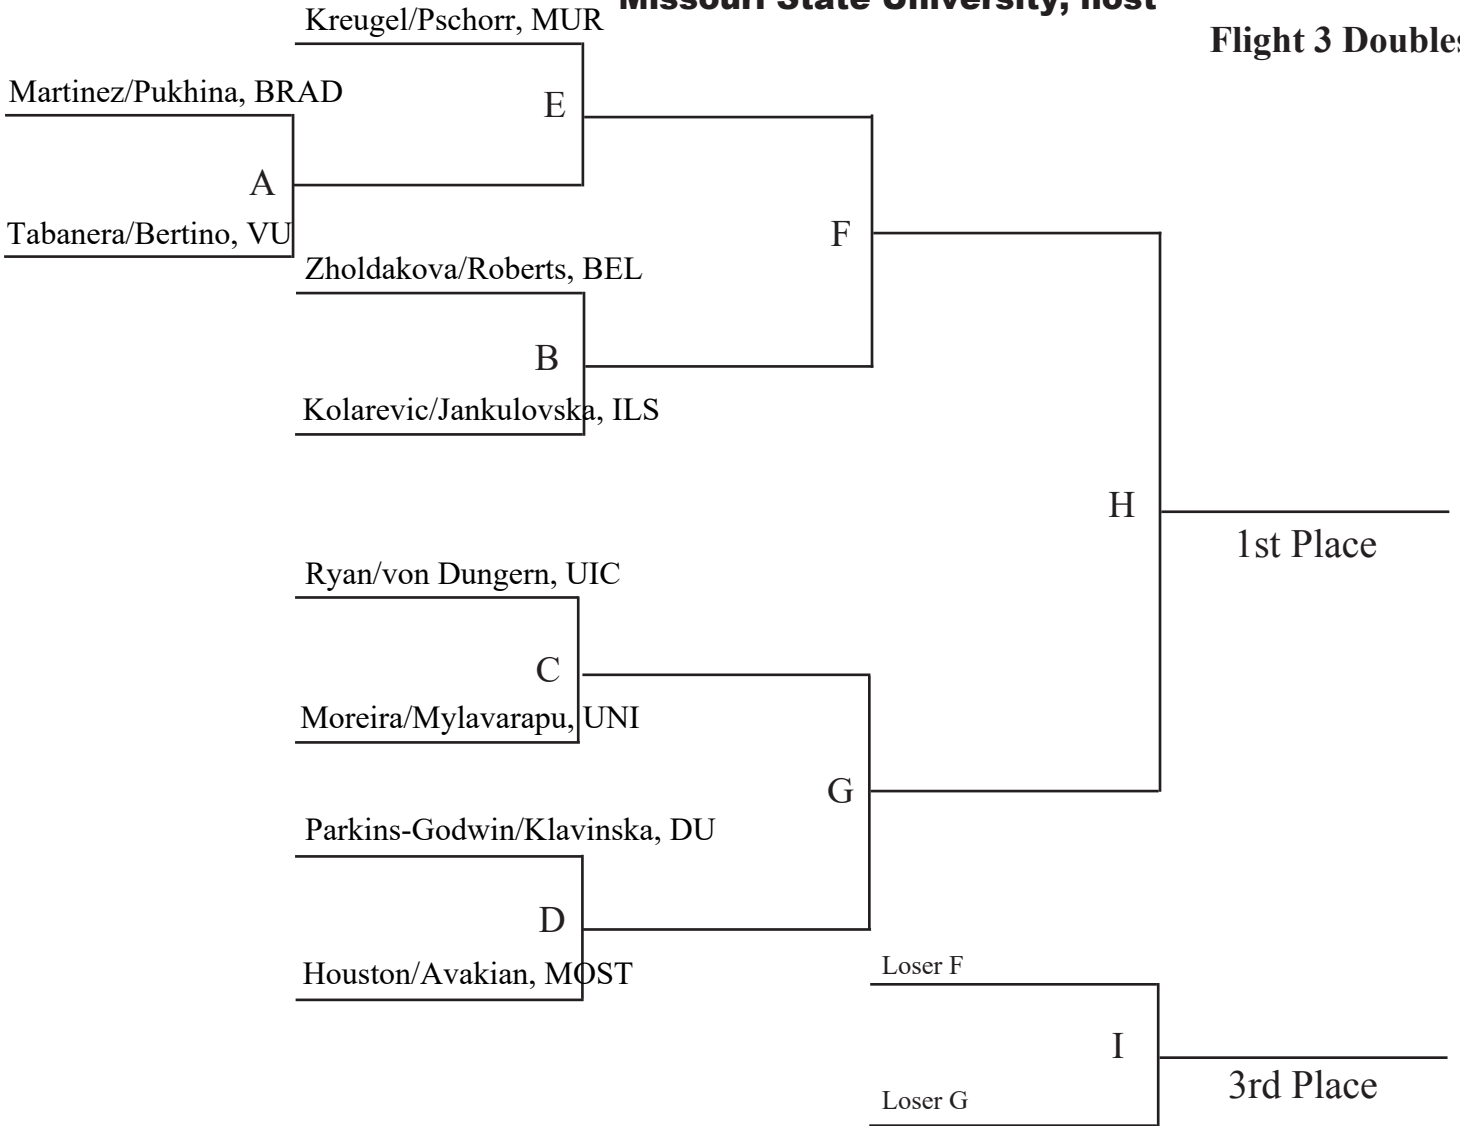 Missouri State University, host
Flight 3 Doubles
Kreugel/Pschorr, MUR
Martinez/Pukhina, BRAD
E
A
Tabanera/Bertino, VU
F
Zholdakova/Roberts, BEL
B
Kolarevic/Jankulovska, ILS
H
1st Place
Ryan/von Dungern, UIC
C
Moreira/Mylavarapu, UNI
G
Parkins-Godwin/Klavinska, DU
D
Houston/Avakian, MOST
Loser F
I
3rd Place
Loser G